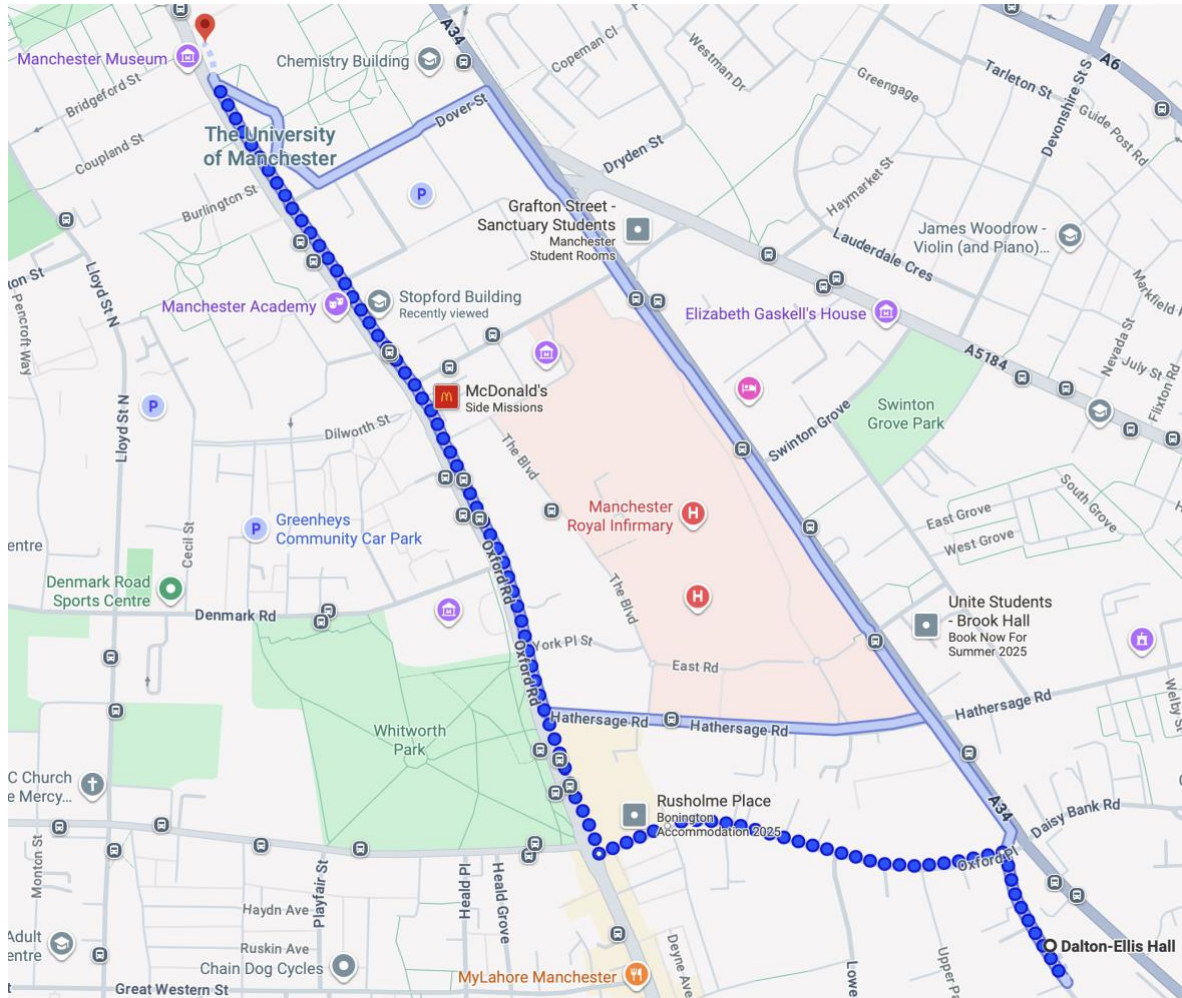 Manchester Museum
Chemistry Building
A34
Copeman Cl
Westman Dr
A6
Tarleton St
Devonshire St S
Guide Post Rd
Greengage
Bridgeford St
Coupland St
The University
of Manchester
Dover St
Dryden St
Haymarket St
Burlington St
P
Grafton Street -
Sanctuary Students
Manchester
Student Rooms
James Woodrow -
Violin (and Piano)...
Lauderdale Cres
Markfield
ton St
Lloyd St N
Pencroft Way
Manchester Academy
Stopford Building
Recently viewed
Elizabeth Gaskell's House
A5184
Nevada St
July St
Flixton Rd
McDonald's
Side Missions
P
Lloyd St N
Dilworth St
The Blvd
Swinton Grove
Swinton
Grove Park
South Grove
East Grove
West Grove
Manchester
Royal Infirmary
H
P
Greenheys
Community Car Park
Cecil St
entre
Oxford Rd
Denmark Road
Sports Centre
Denmark Rd
The Blvd
H
Unite Students
- Brook Hall
Book Now For
Summer 2025
York Pl St
Oxford Rd
East Rd
Welby St
Hathersage Rd
Hathersage Rd
Hathersage Rd
Whitworth
Park
C Church
e Mercy...
Rusholme Place
Bonington
Accommodation 2025
A34
Daisy Bank Rd
Oxford Pl
Monton St
Playfair St
Heald Pl
Heald Grove
Haydn Ave
Adult
entre
Ruskin Ave
Chain Dog Cycles
Great Western St
MyLahore Manchester
Deyne Ave
Lowe
Upper Pa
Dalton-Ellis Hall